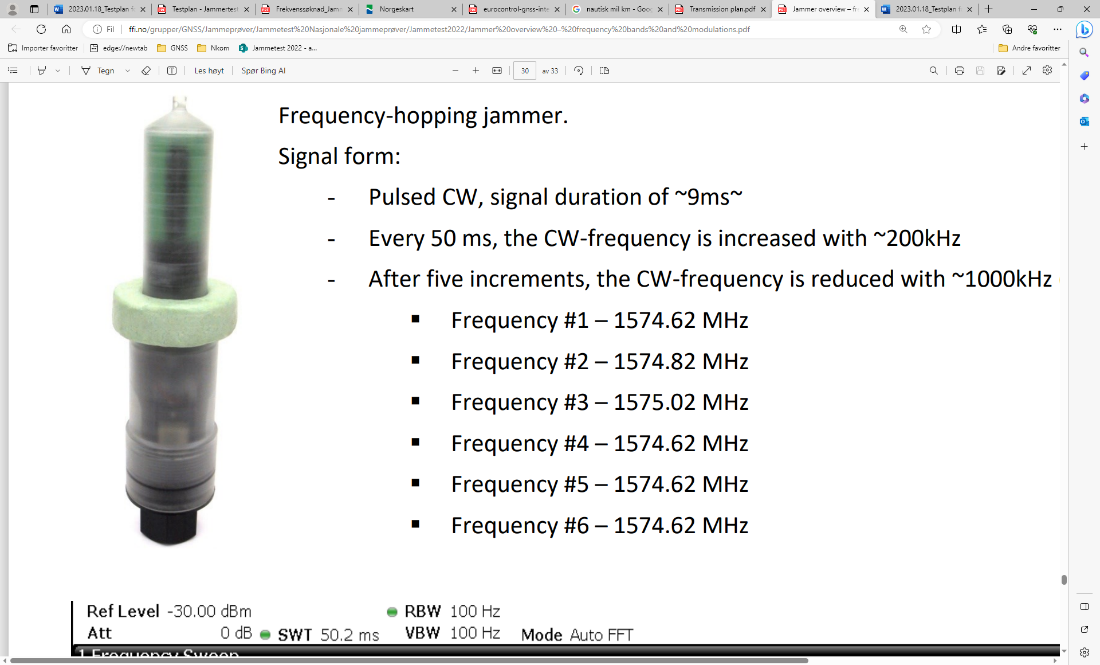 2023.01.18_Testplan f
Testplan - Jammertest
Frekvenssøknad_Jam
Norgeskart
eurocontrol-gnss-inte
nautisk mil km - Goo
Transmission plan.pdf
Jammer overview – fr
2023.01.18_Testplan f
Fil
ffi.no/grupper/GNSS/Jammeprøver/Jammetest%20Nasjonale%20jammeprøver/Jammetest2022/Jammer%20overview%20-%20frequency%20bands%20and%20modulations.pdf
Importer favoritter
edge://newtab
GNSS
Nkom
Jammetest 2022 - a...
Andre favoritter
Tegn
Les høyt
Spør Bing AI
30
av 33
Frequency-hopping jammer.
Signal form:
- Pulsed CW, signal duration of ~9ms~
- Every 50 ms, the CW-frequency is increased with ~200kHz
- After five increments, the CW-frequency is reduced with ~1000kHz
▪ Frequency #1 – 1574.62 MHz
▪ Frequency #2 – 1574.82 MHz
▪ Frequency #3 – 1575.02 MHz
▪ Frequency #4 – 1574.62 MHz
▪ Frequency #5 – 1574.62 MHz
▪ Frequency #6 – 1574.62 MHz
Ref Level -30.00 dBm RBW 100 Hz
Att 0 dB SWT 50.2 ms VBW 100 Hz Mode Auto FFT
1 Frequency Sweep